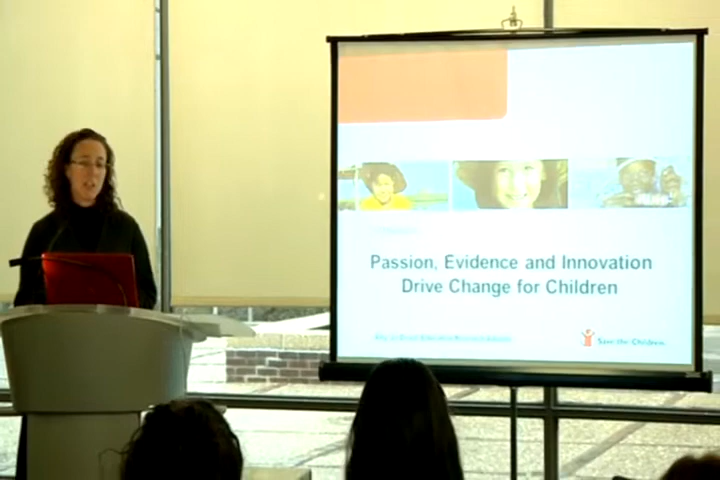 Passion, Evidence and Innovation
Drive Change for Children
Save the Children